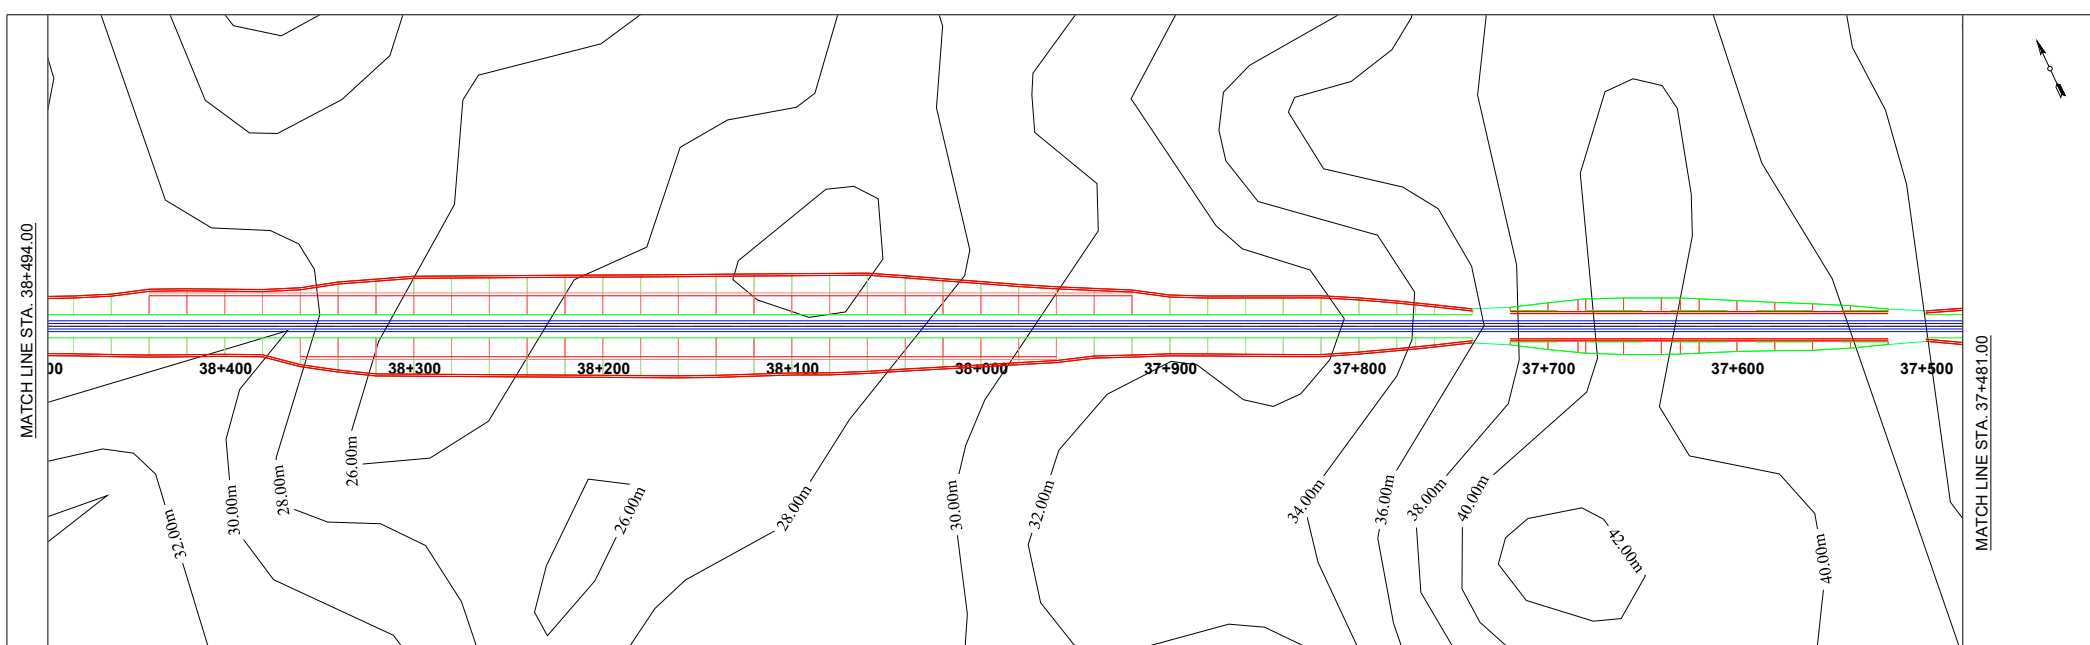 MATCH LINE STA. 38+494.00
00
38+400
38+300
38+200
38+100
38+000
37+900
37+800
37+700
37+600
37+500
MATCH LINE STA. 37+481.00
32.00m
30.00m
28.00m
26.00m
26.00m
28.00m
30.00m
32.00m
34.00m
36.00m
38.00m
40.00m
42.00m
40.00m